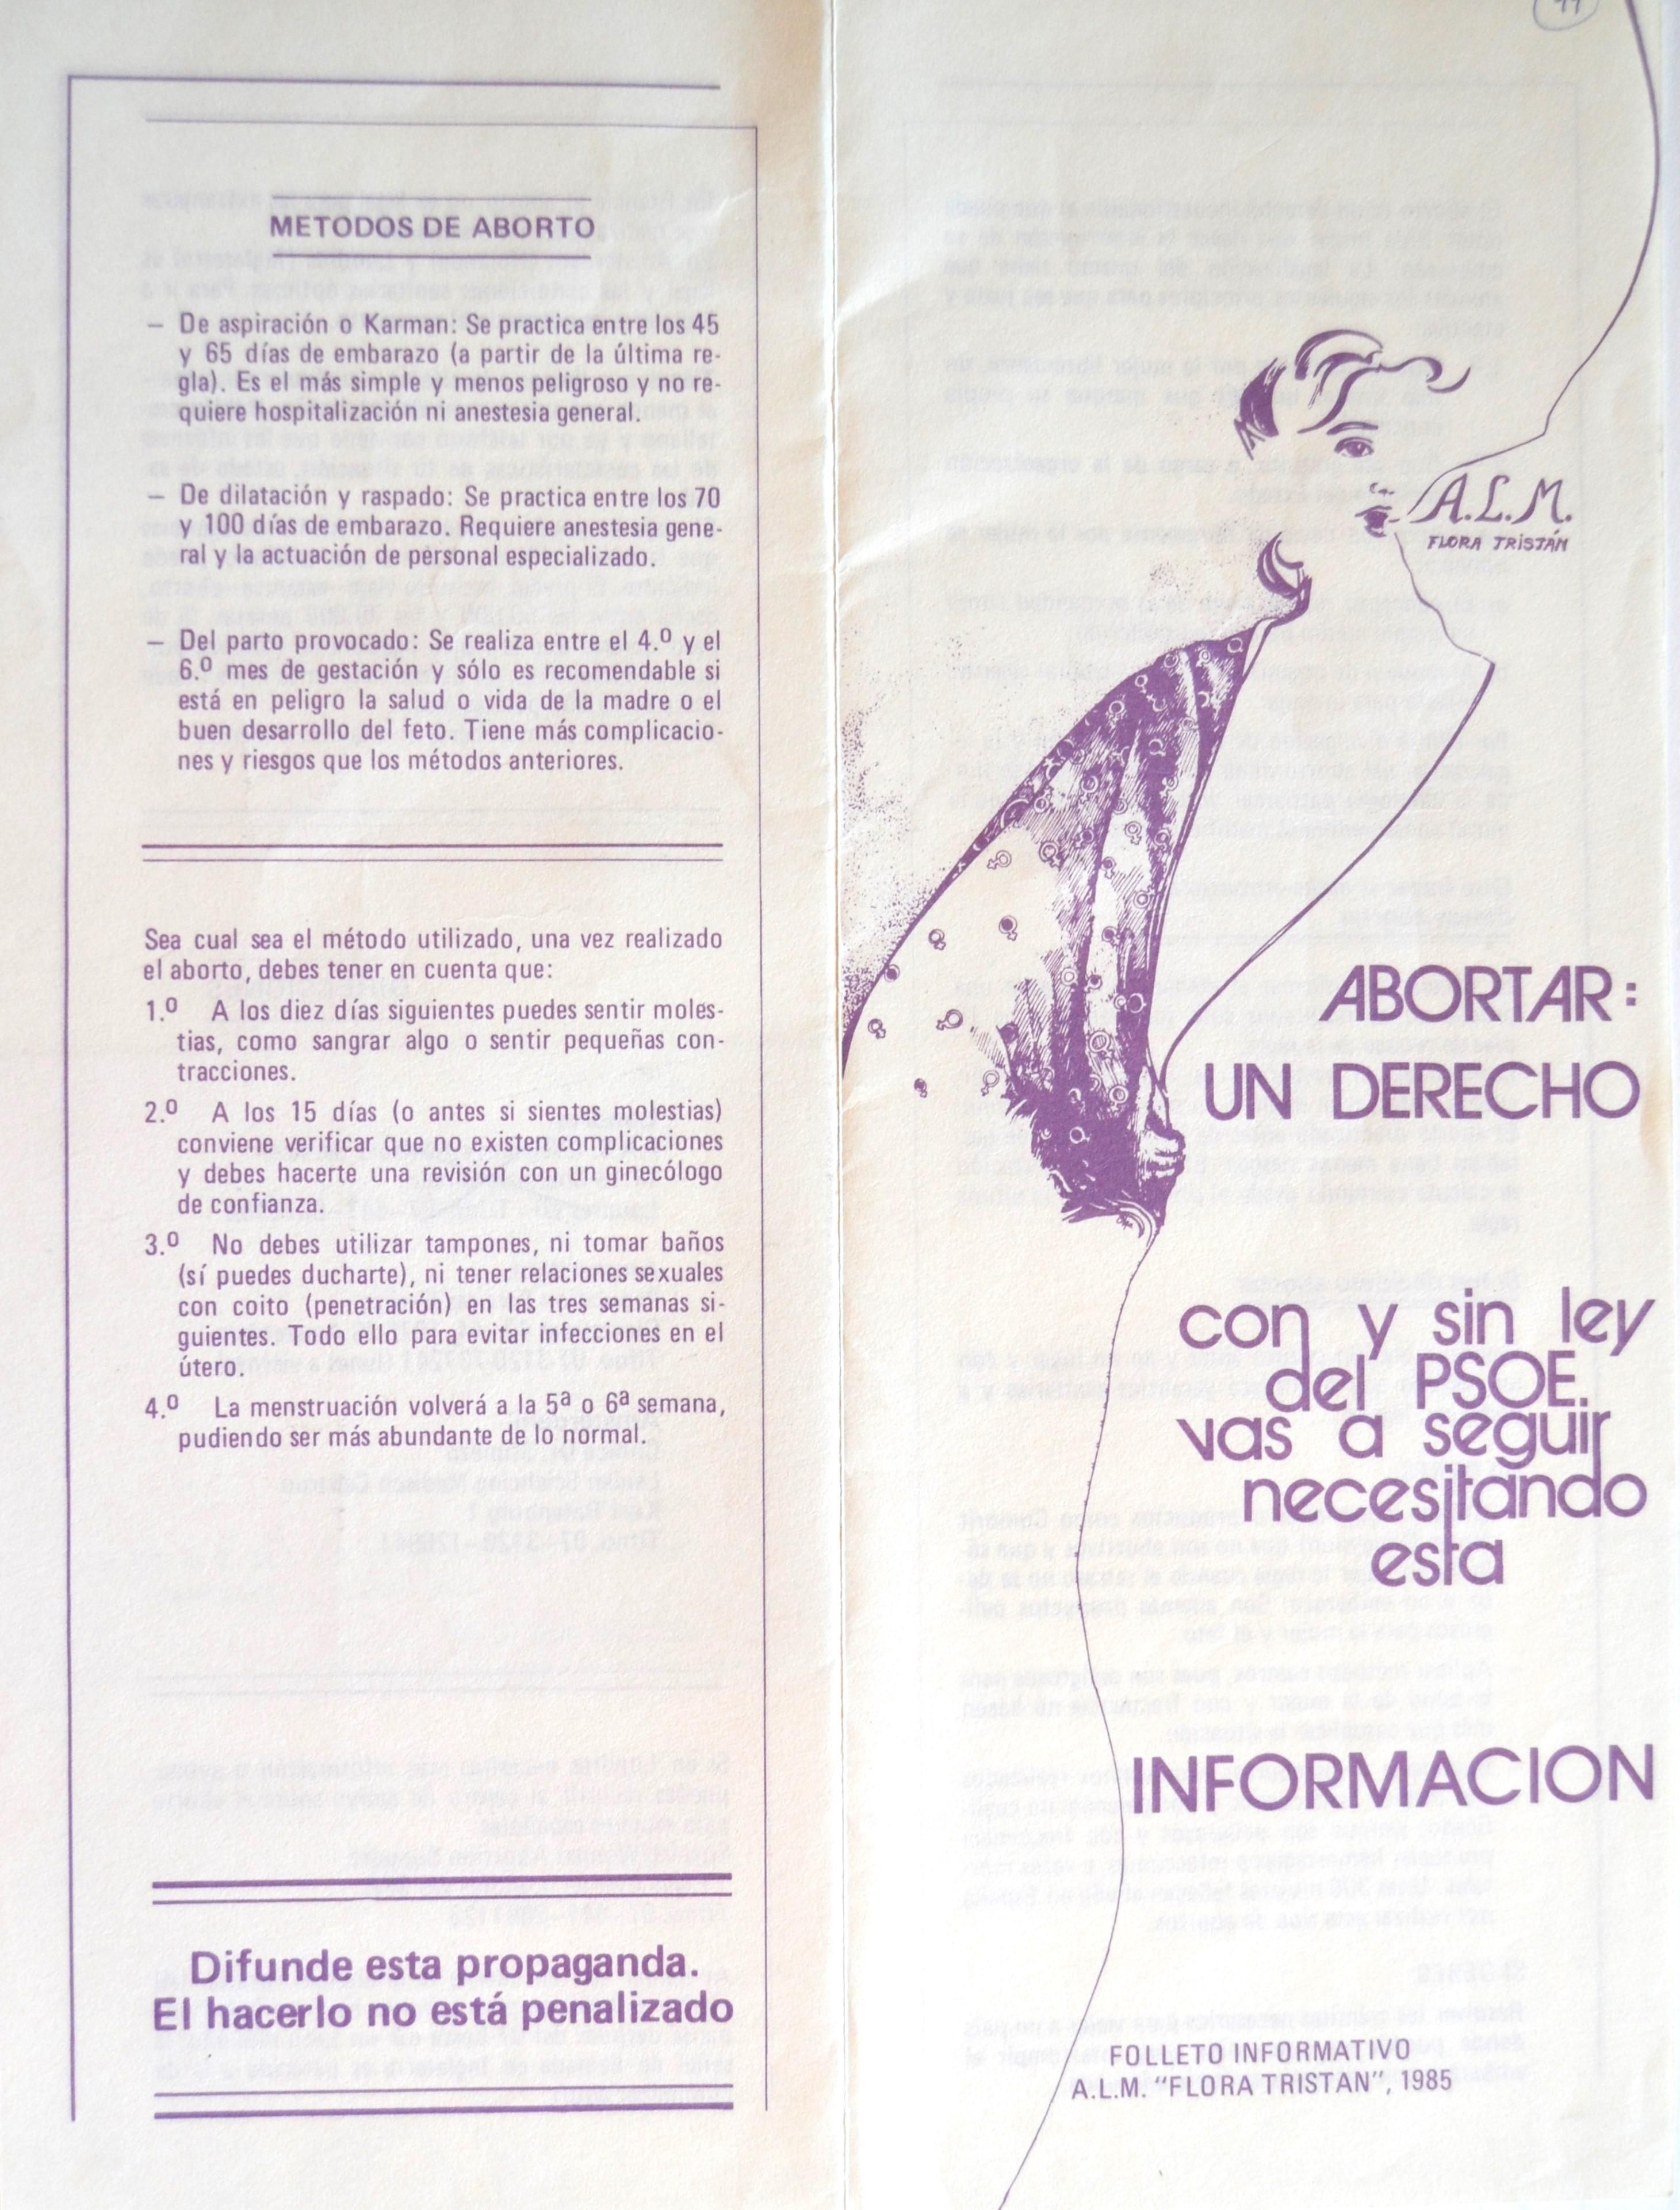 METODOS DE ABORTO
— De aspiración o Karman: Se practica entre los 45
y 65 días de embarazo (a partir de la última re-
gla). Es el más simple y menos peligroso y no re-
quiere hospitalización ni anestesia general.
— De dilatación y raspado: Se practica entre los 70
y 100 días de embarazo. Requiere anestesia gene-
ral y la actuación de personal especializado.
— Del parto provocado: Se realiza entre el 4.º y el
6.º mes de gestación y sólo es recomendable si
está en peligro la salud o vida de la madre o el
buen desarrollo del feto. Tiene más complicacio-
nes y riesgos que los métodos anteriores.
Sea cual sea el método utilizado, una vez realizado
el aborto, debes tener en cuenta que:
1.º A los diez días siguientes puedes sentir moles-
tias, como sangrar algo o sentir pequeñas con-
tracciones.
2.º A los 15 días (o antes si sientes molestias)
conviene verificar que no existen complicaciones
y debes hacerte una revisión con un ginecólogo
de confianza.
3.º No debes utilizar tampones, ni tomar baños
(sí puedes ducharte), ni tener relaciones sexuales
con coito (penetración) en las tres semanas si-
guientes. Todo ello para evitar infecciones en el
útero.
4.º La menstruación volverá a la 5ª o 6ª semana,
pudiendo ser más abundante de lo normal.
Difunde esta propaganda.
El hacerlo no está penalizado
A.L.M.
FLORA TRISTÁN
ABORTAR:
UN DERECHO
con y sin ley
del PSOE.
vas a seguir
necesitando
esta
INFORMACION
FOLLETO INFORMATIVO
A.L.M. “FLORA TRISTAN”, 1985